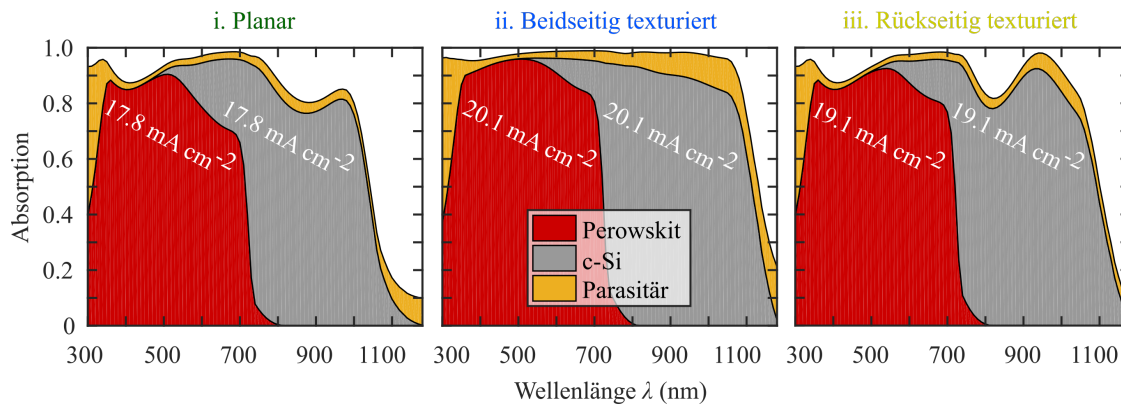 i. Planar
ii. Beidseitig texturiert
iii. Rückseitig texturiert
Absorption
1.0
0.8
0.6
0.4
0.2
0
17.8 mA cm-2
17.8 mA cm-2
20.1 mA cm-2
20.1 mA cm-2
19.1 mA cm-2
19.1 mA cm-2
Perowskit
c-Si
Parasitär
300 500 700 900 1100
300 500 700 900 1100
300 500 700 900 1100
Wellenlänge λ (nm)